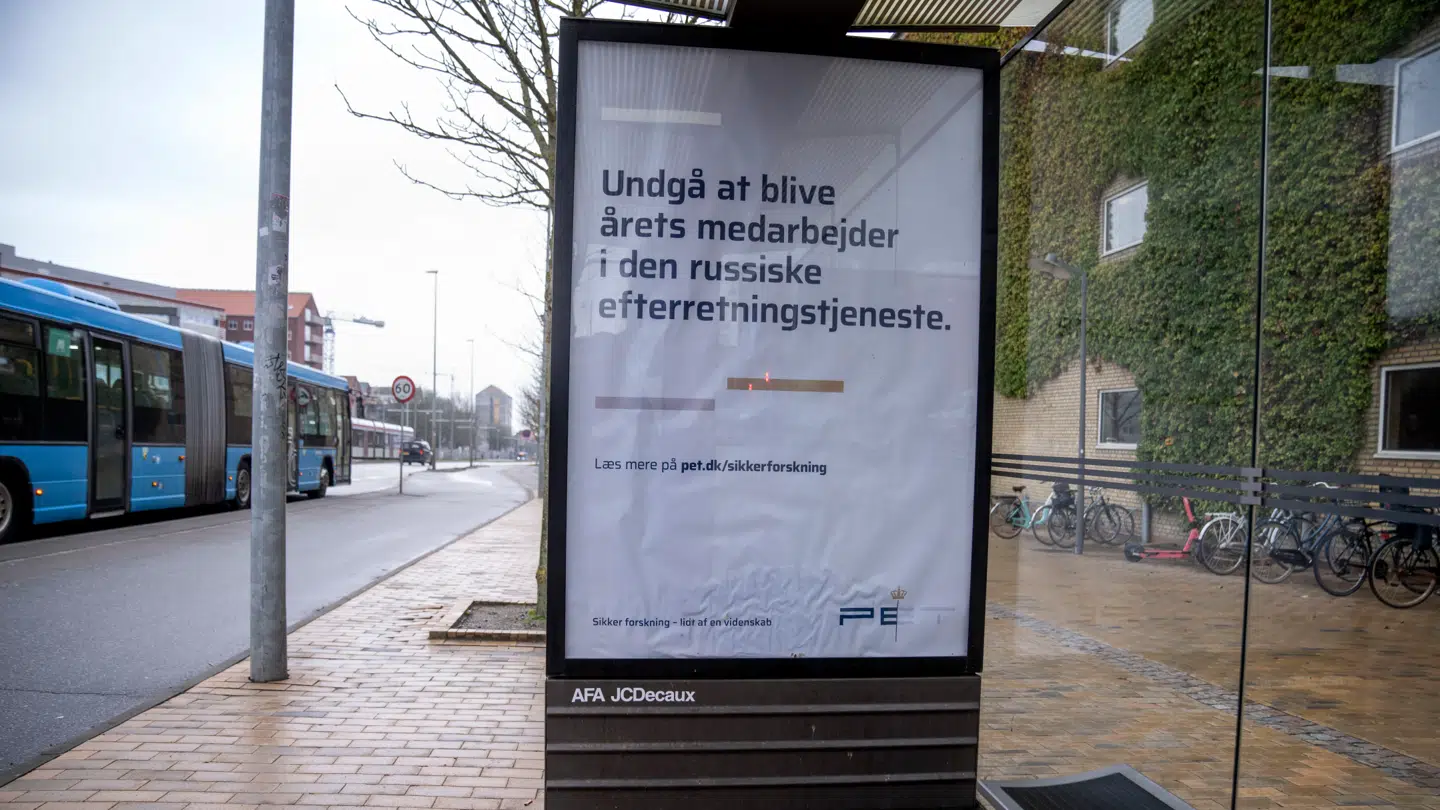 Undgå at blive
årets medarbejder
i den russiske
efterretningstjeneste.
Læs mere på pet.dk/sikkerforskning
Sikker forskning – lidt af en videnskab
PET
AFA JCDecaux
60